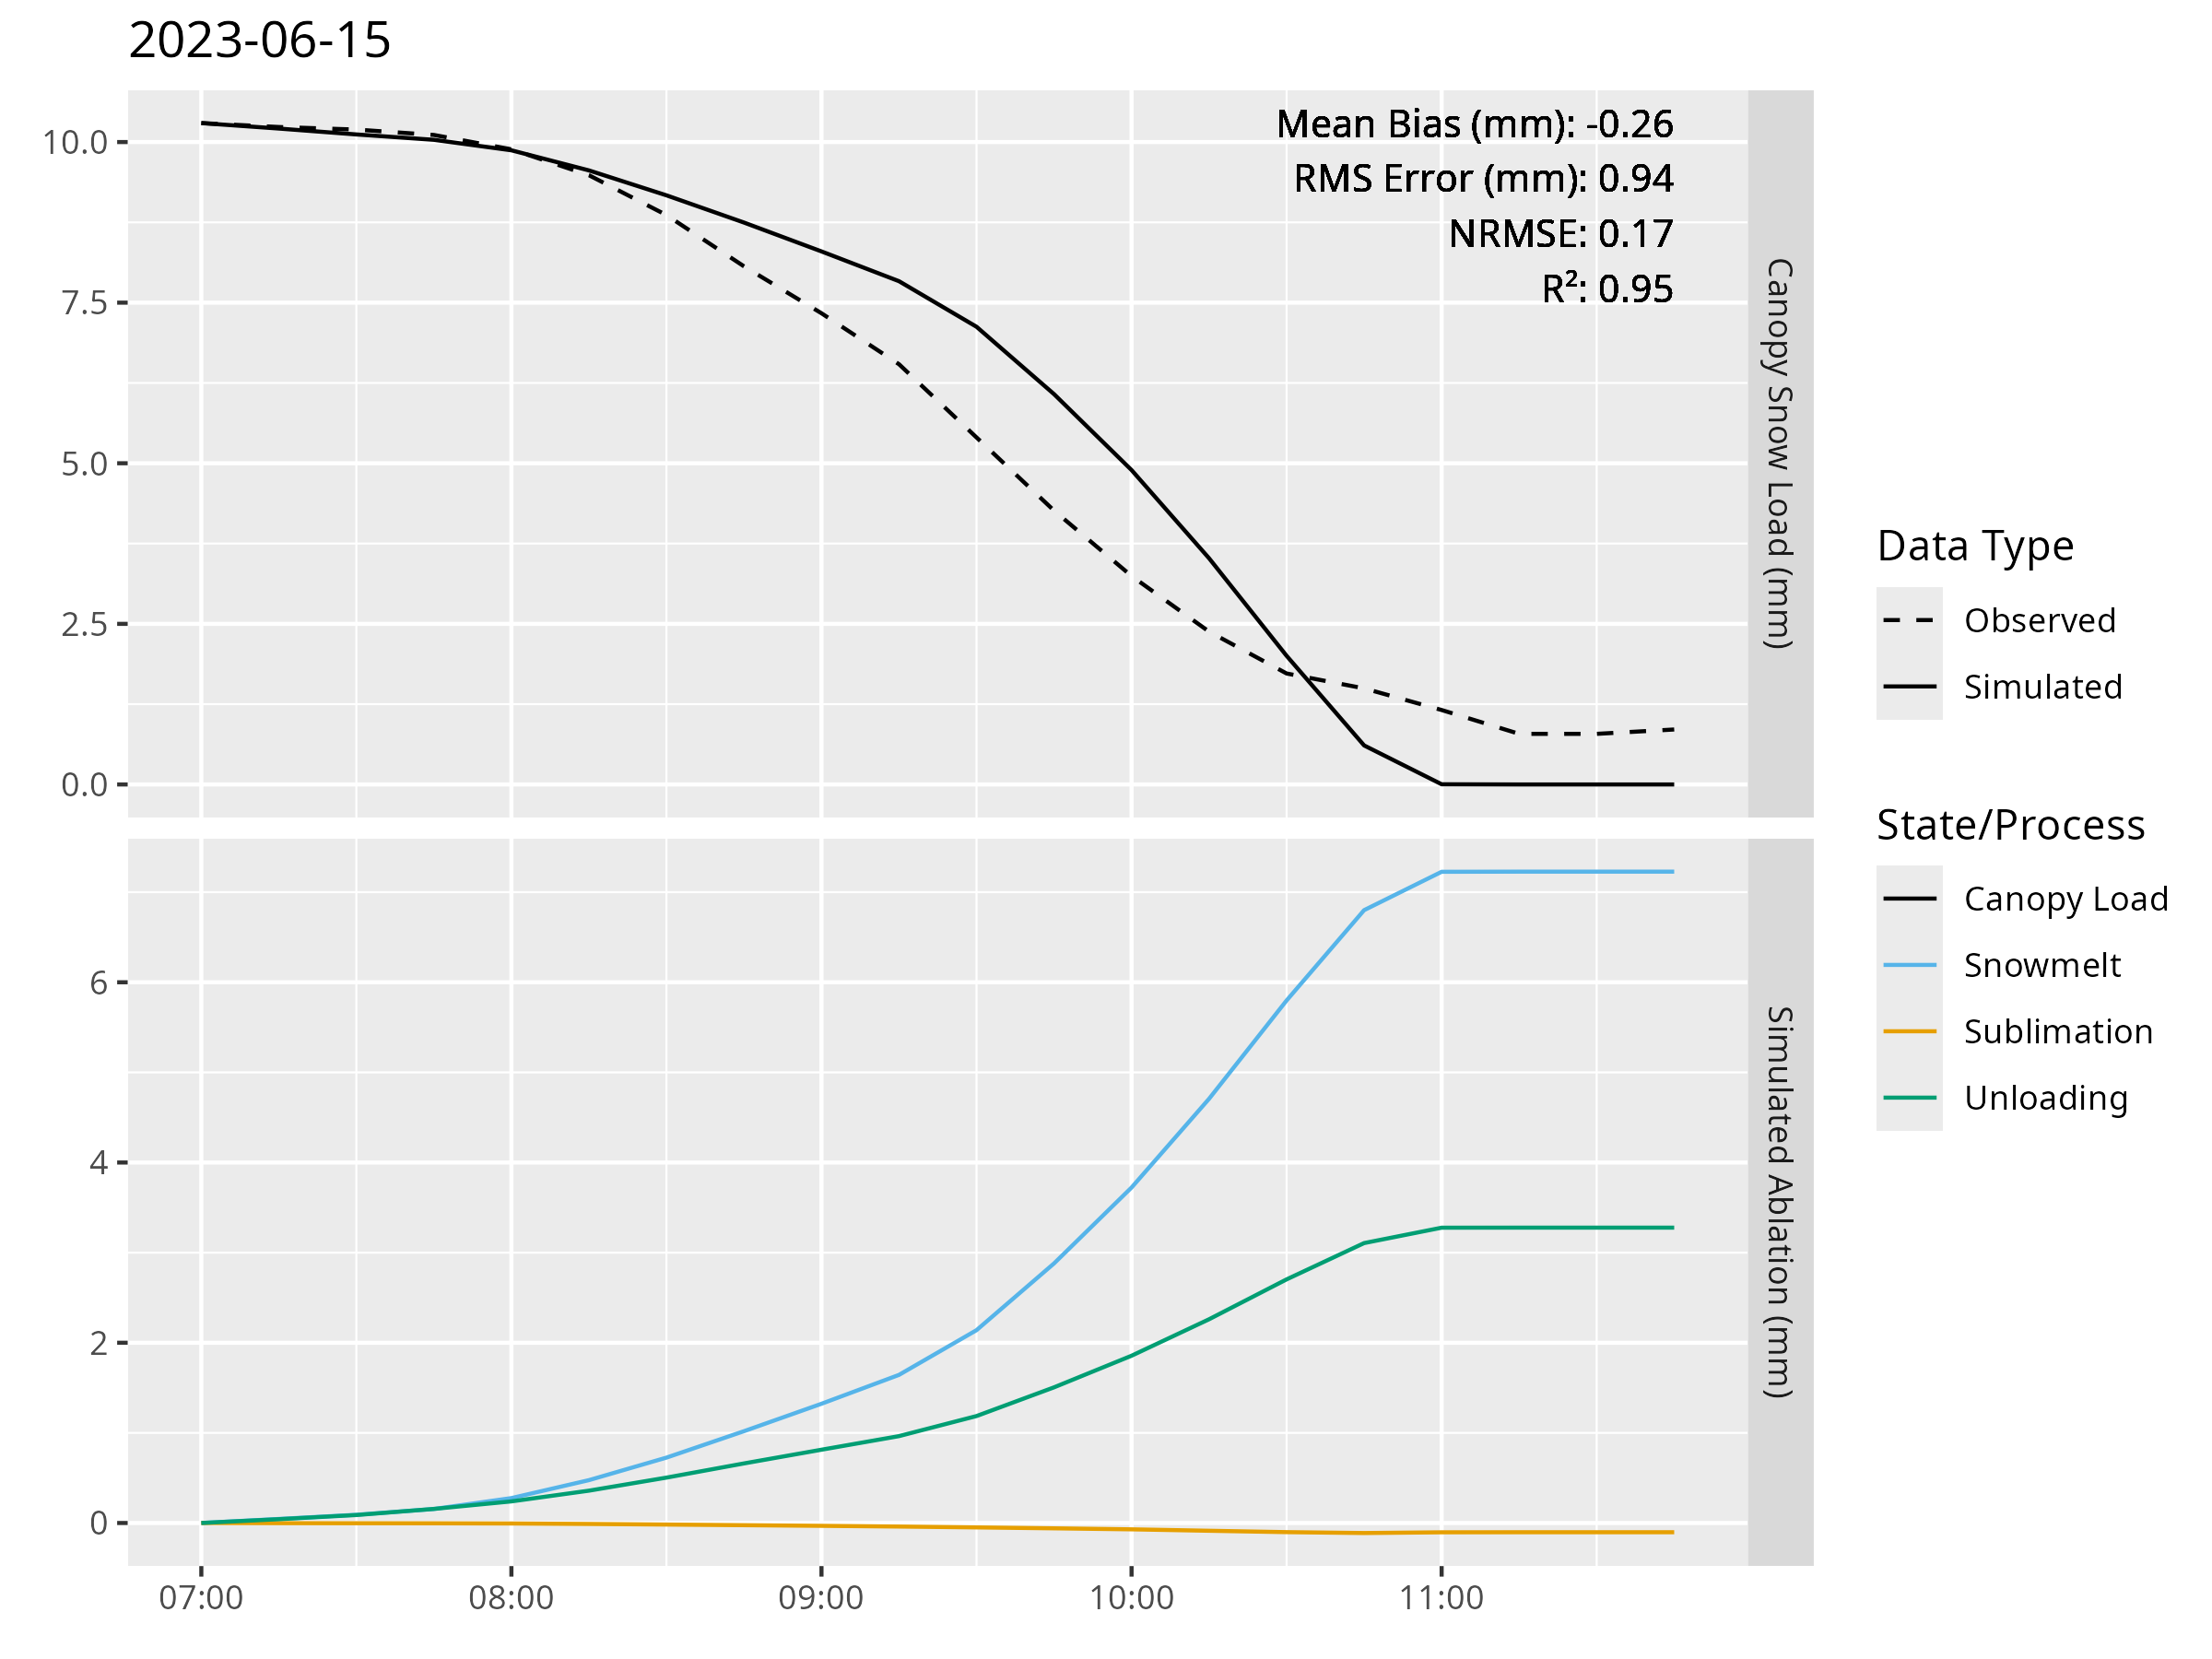 2023-06-15
Mean Bias (mm): -0.26
RMS Error (mm): 0.94
NRMSE: 0.17
R²: 0.95
10.0
7.5
5.0
2.5
0.0
Canopy Snow Load (mm)
6
4
2
0
Simulated Ablation (mm)
07:00
08:00
09:00
10:00
11:00
Data Type
Observed
Simulated
State/Process
Canopy Load
Snowmelt
Sublimation
Unloading